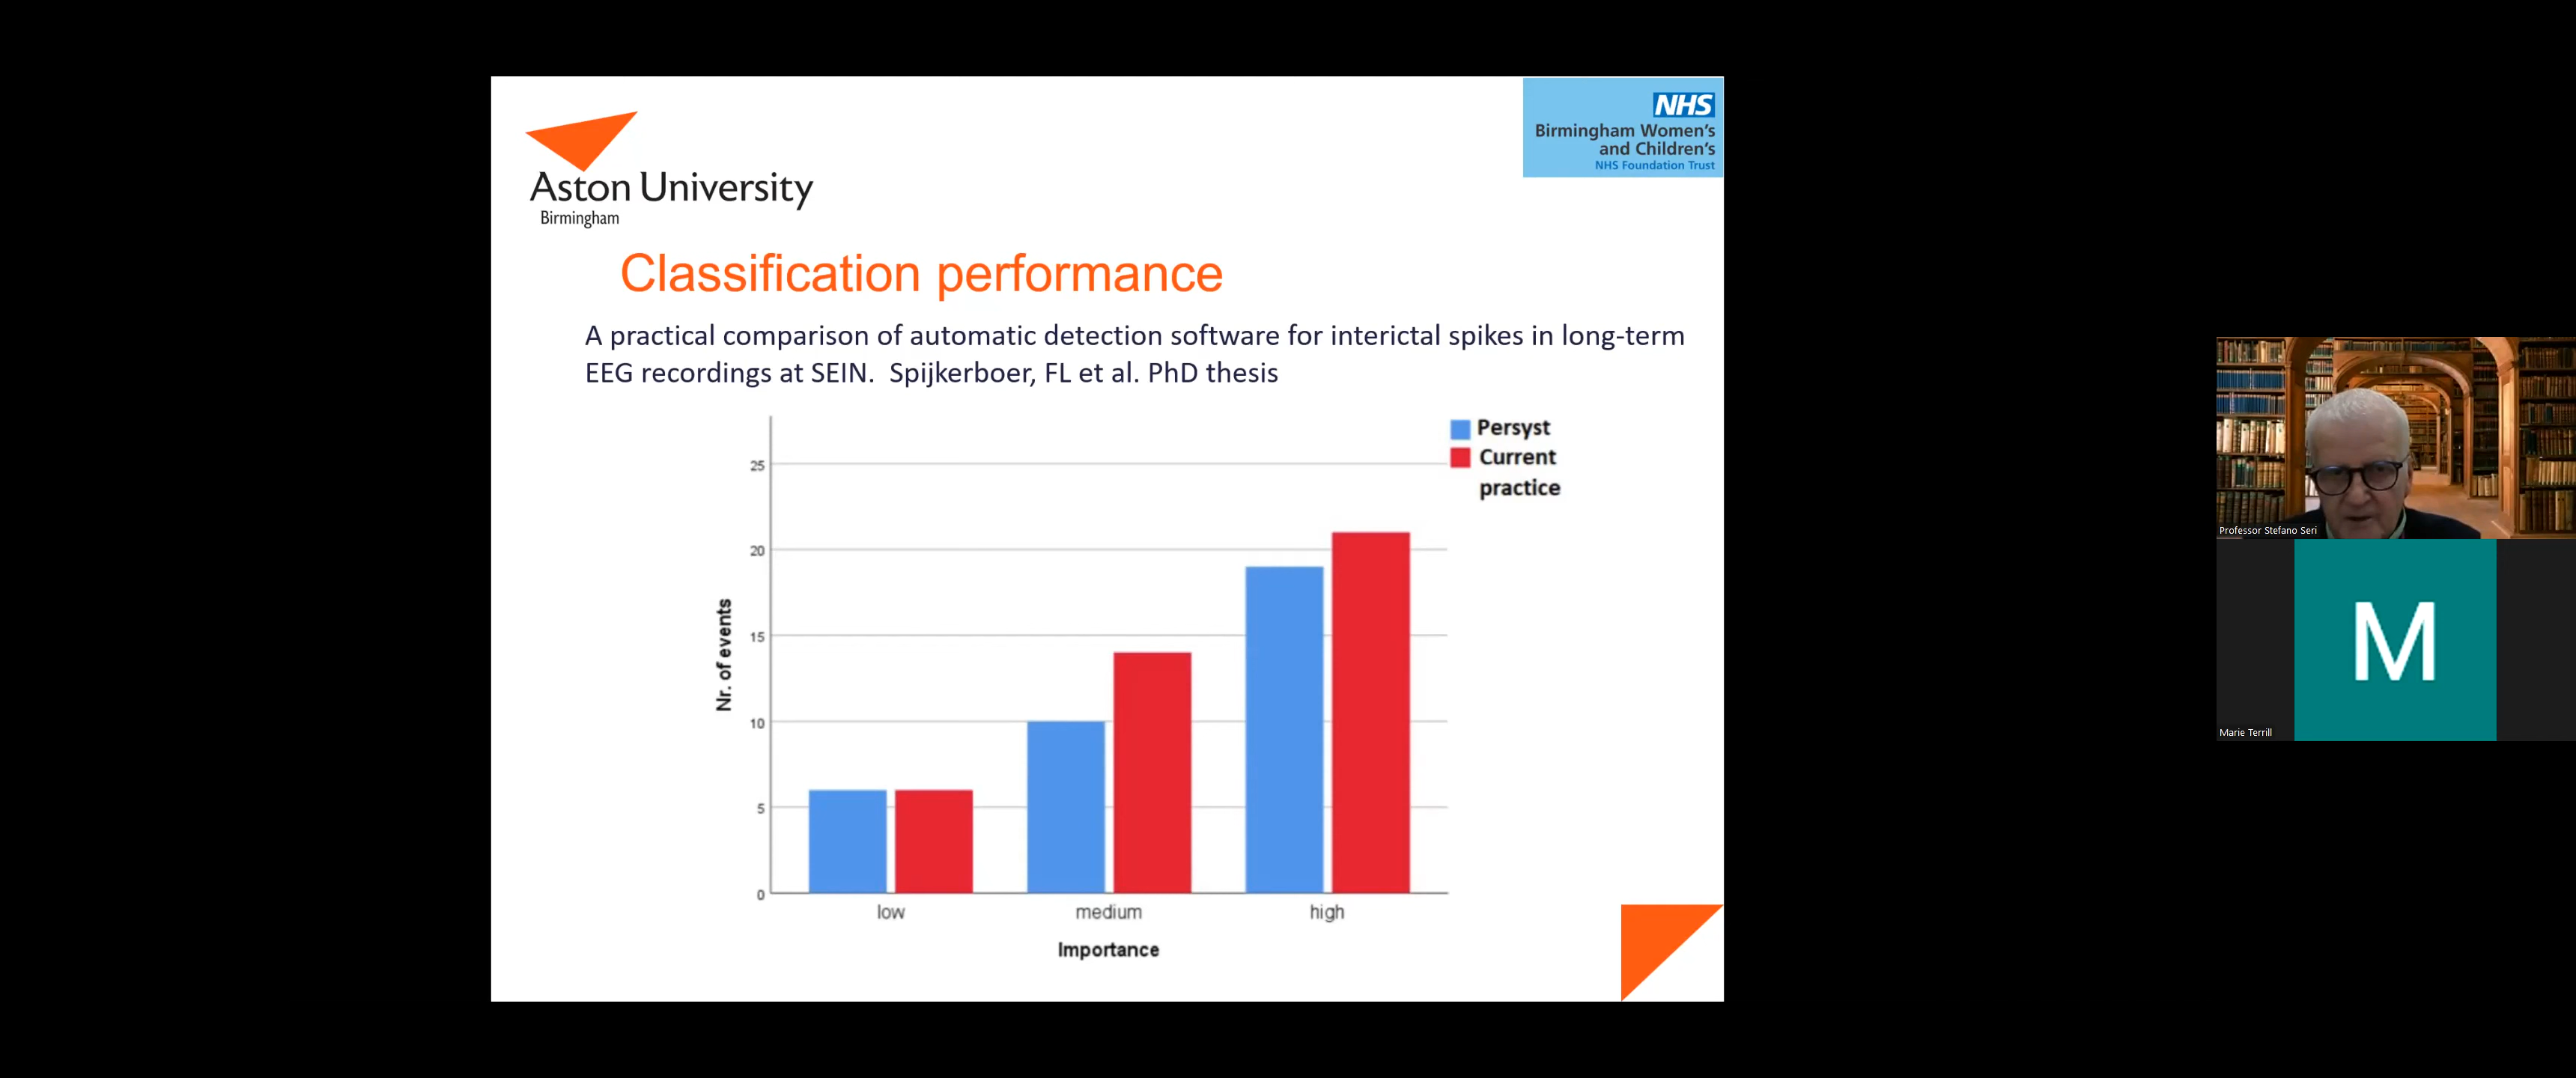 Aston University
Birmingham
NHS
Birmingham Women's
and Children's
NHS Foundation Trust
Classification performance
A practical comparison of automatic detection software for interictal spikes in long-term
EEG recordings at SEIN.  Spijkerboer, FL et al. PhD thesis
Persyst
Current
practice
25
20
15
10
5
0
Nr. of events
low
medium
high
Importance
Professor Stefano Seri
M
Marie Terrill